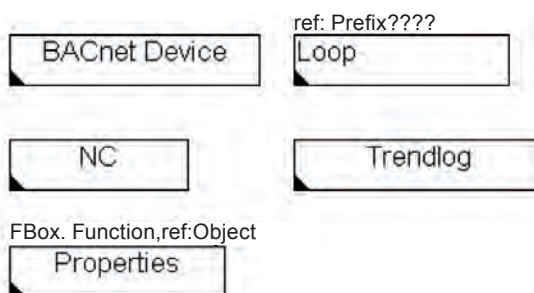 ref: Prefix????
BACnet Device
Loop
NC
Trendlog
FBox. Function,ref:Object
Properties